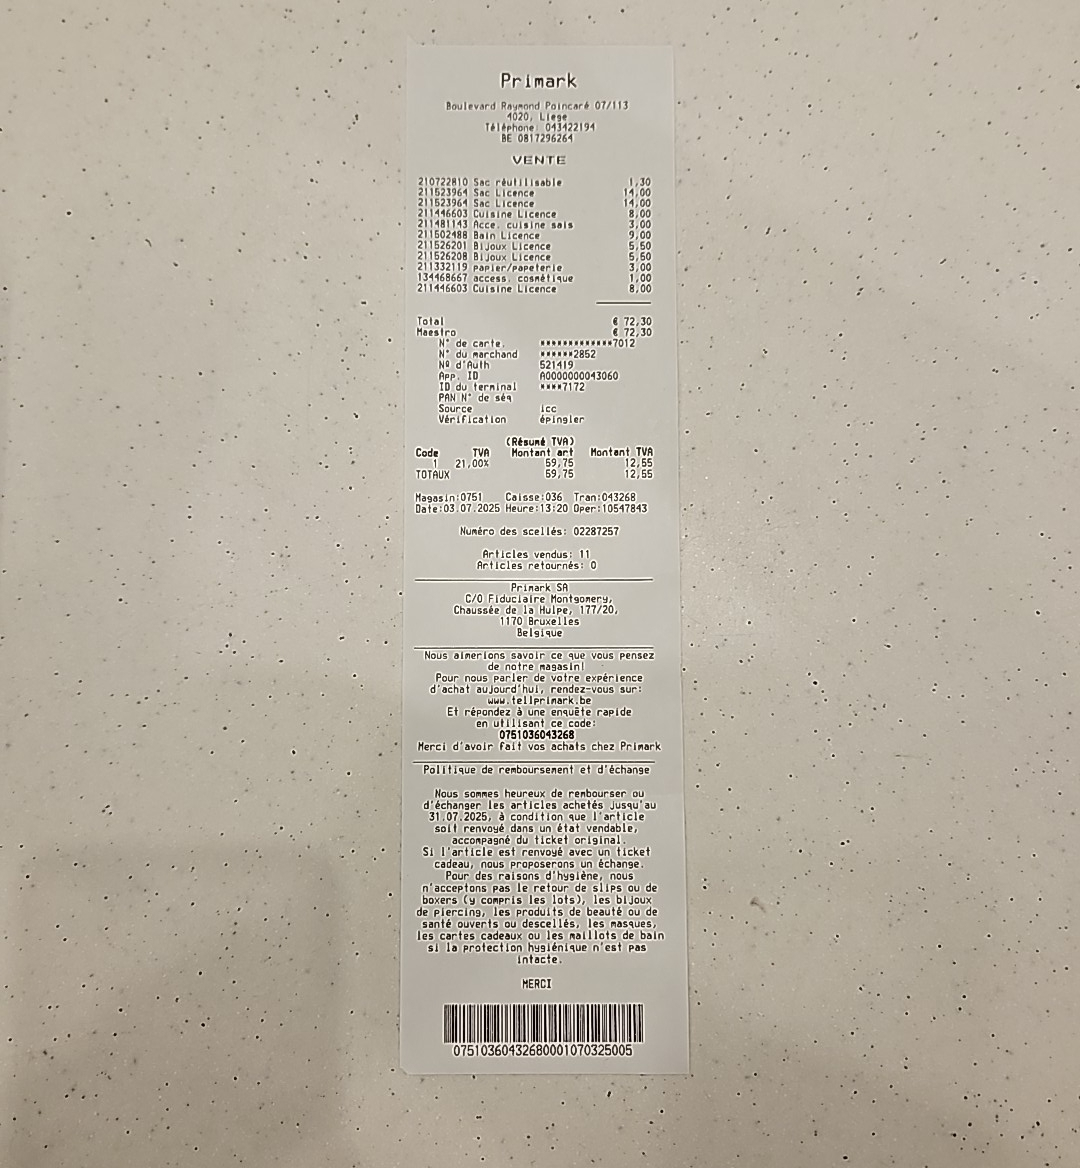 Primark
Boulevard Raymond Poincaré 07/113
4020, Liege
Téléphone: 043422194
BE 0817296264
VENTE
210722810 Sac réutilisable 1,30
211523964 Sac Licence 14,00
211523964 Sac Licence 14,00
211446603 Cuisine Licence 8,00
211481143 Acce. cuisine sais 3,00
211502488 Bain Licence 9,00
211526201 Bijoux Licence 5,50
211526208 Bijoux Licence 5,50
211332119 papier/papeterie 3,00
134468667 access. cosmétique 1,00
211446603 Cuisine Licence 8,00
Total € 72,30
Maestro € 72,30
N° de carte. *************7012
N° du marchand ******2852
Nº d'Auth 521419
App. ID A0000000043060
ID du terminal ****7172
PAN N° de séq
Source icc
Vérification épingler
(Résumé TVA)
Code TVA Montant art Montant TVA
1 21,00% 59,75 12,55
TOTAUX 59,75 12,55
Magasin:0751 Caisse:036 Tran:043268
Date:03.07.2025 Heure:13:20 Oper:10547843
Numéro des scellés: 02287257
Articles vendus: 11
Articles retournés: 0
Primark SA
C/O Fiduciaire Montgomery,
Chaussée de la Hulpe, 177/20,
1170 Bruxelles
Belgique
Nous aimerions savoir ce que vous pensez
de notre magasin!
Pour nous parler de votre expérience
d'achat aujourd'hui, rendez-vous sur:
www.tellprimark.be
Et répondez à une enquête rapide
en utilisant ce code:
0751036043268
Merci d'avoir fait vos achats chez Primark
Politique de remboursement et d'échange
Nous sommes heureux de rembourser ou
d'échanger les articles achetés jusqu'au
31.07.2025, à condition que l'article
soit renvoyé dans un état vendable,
accompagné du ticket original.
Si l'article est renvoyé avec un ticket
cadeau, nous proposerons un échange.
Pour des raisons d'hygiène, nous
n'acceptons pas le retour de slips ou de
boxers (y compris les lots), les bijoux
de piercing, les produits de beauté ou de
santé ouverts ou descellés, les masques,
les cartes cadeaux ou les maillots de bain
si la protection hygiénique n'est pas
intacte.
MERCI
07510360432680001070325005